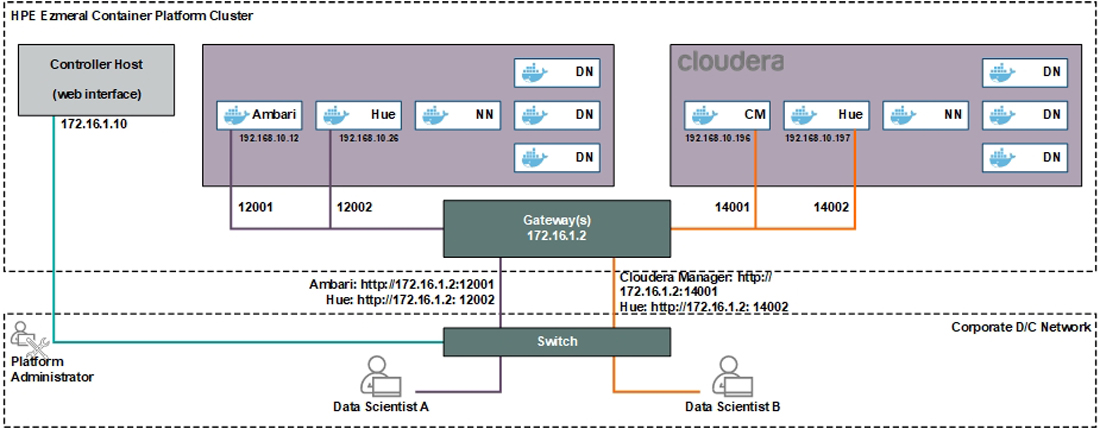 HPE Ezmeral Container Platform Cluster
Controller Host
(web interface)
172.16.1.10
DN
Ambari
Hue
NN
DN
192.168.10.12
192.168.10.26
DN
cloudera
DN
CM
Hue
NN
DN
192.168.10.196
192.168.10.197
DN
12001
12002
14001
14002
Gateway(s)
172.16.1.2
Ambari: http://172.16.1.2:12001
Hue: http://172.16.1.2: 12002
Cloudera Manager: http://
172.16.1.2:14001
Hue: http://172.16.1.2: 14002
Corporate D/C Network
Switch
Platform
Administrator
Data Scientist A
Data Scientist B